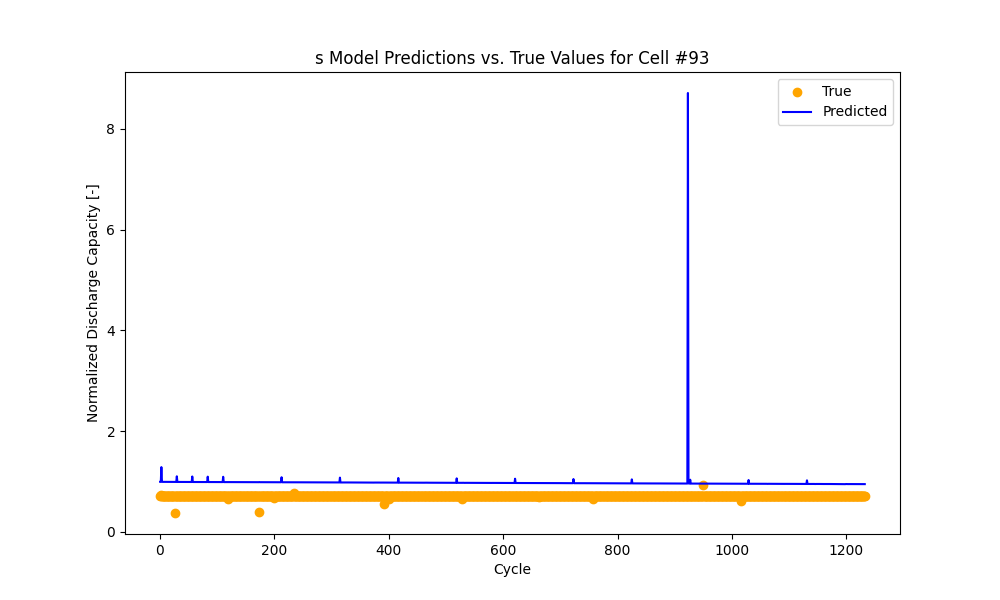 s Model Predictions vs. True Values for Cell #93
True
Predicted
Normalized Discharge Capacity [-]
8
6
4
2
0
0 200 400 600 800 1000 1200
Cycle